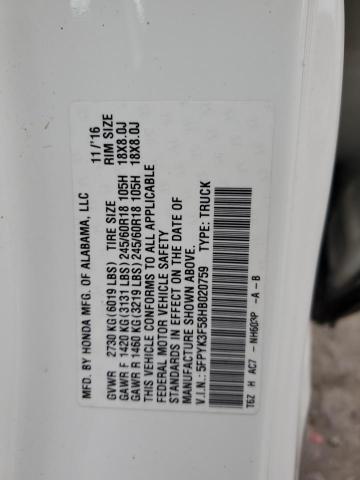 MFD. BY HONDA MFG. OF ALABAMA, LLC 11/'16
GVWR 2730 KG(6019 LBS) TIRE SIZE RIM SIZE
GAWR F 1420 KG(3131 LBS) 245/60R18 105H 18X8.0J
GAWR R 1460 KG(3219 LBS) 245/60R18 105H 18X8.0J
THIS VEHICLE CONFORMS TO ALL APPLICABLE
FEDERAL MOTOR VEHICLE SAFETY
STANDARDS IN EFFECT ON THE DATE OF
MANUFACTURE SHOWN ABOVE.
V.I.N.: 5FPYK3F58HB020759 TYPE: TRUCK
T6Z H AC7 - NH603P -A - B